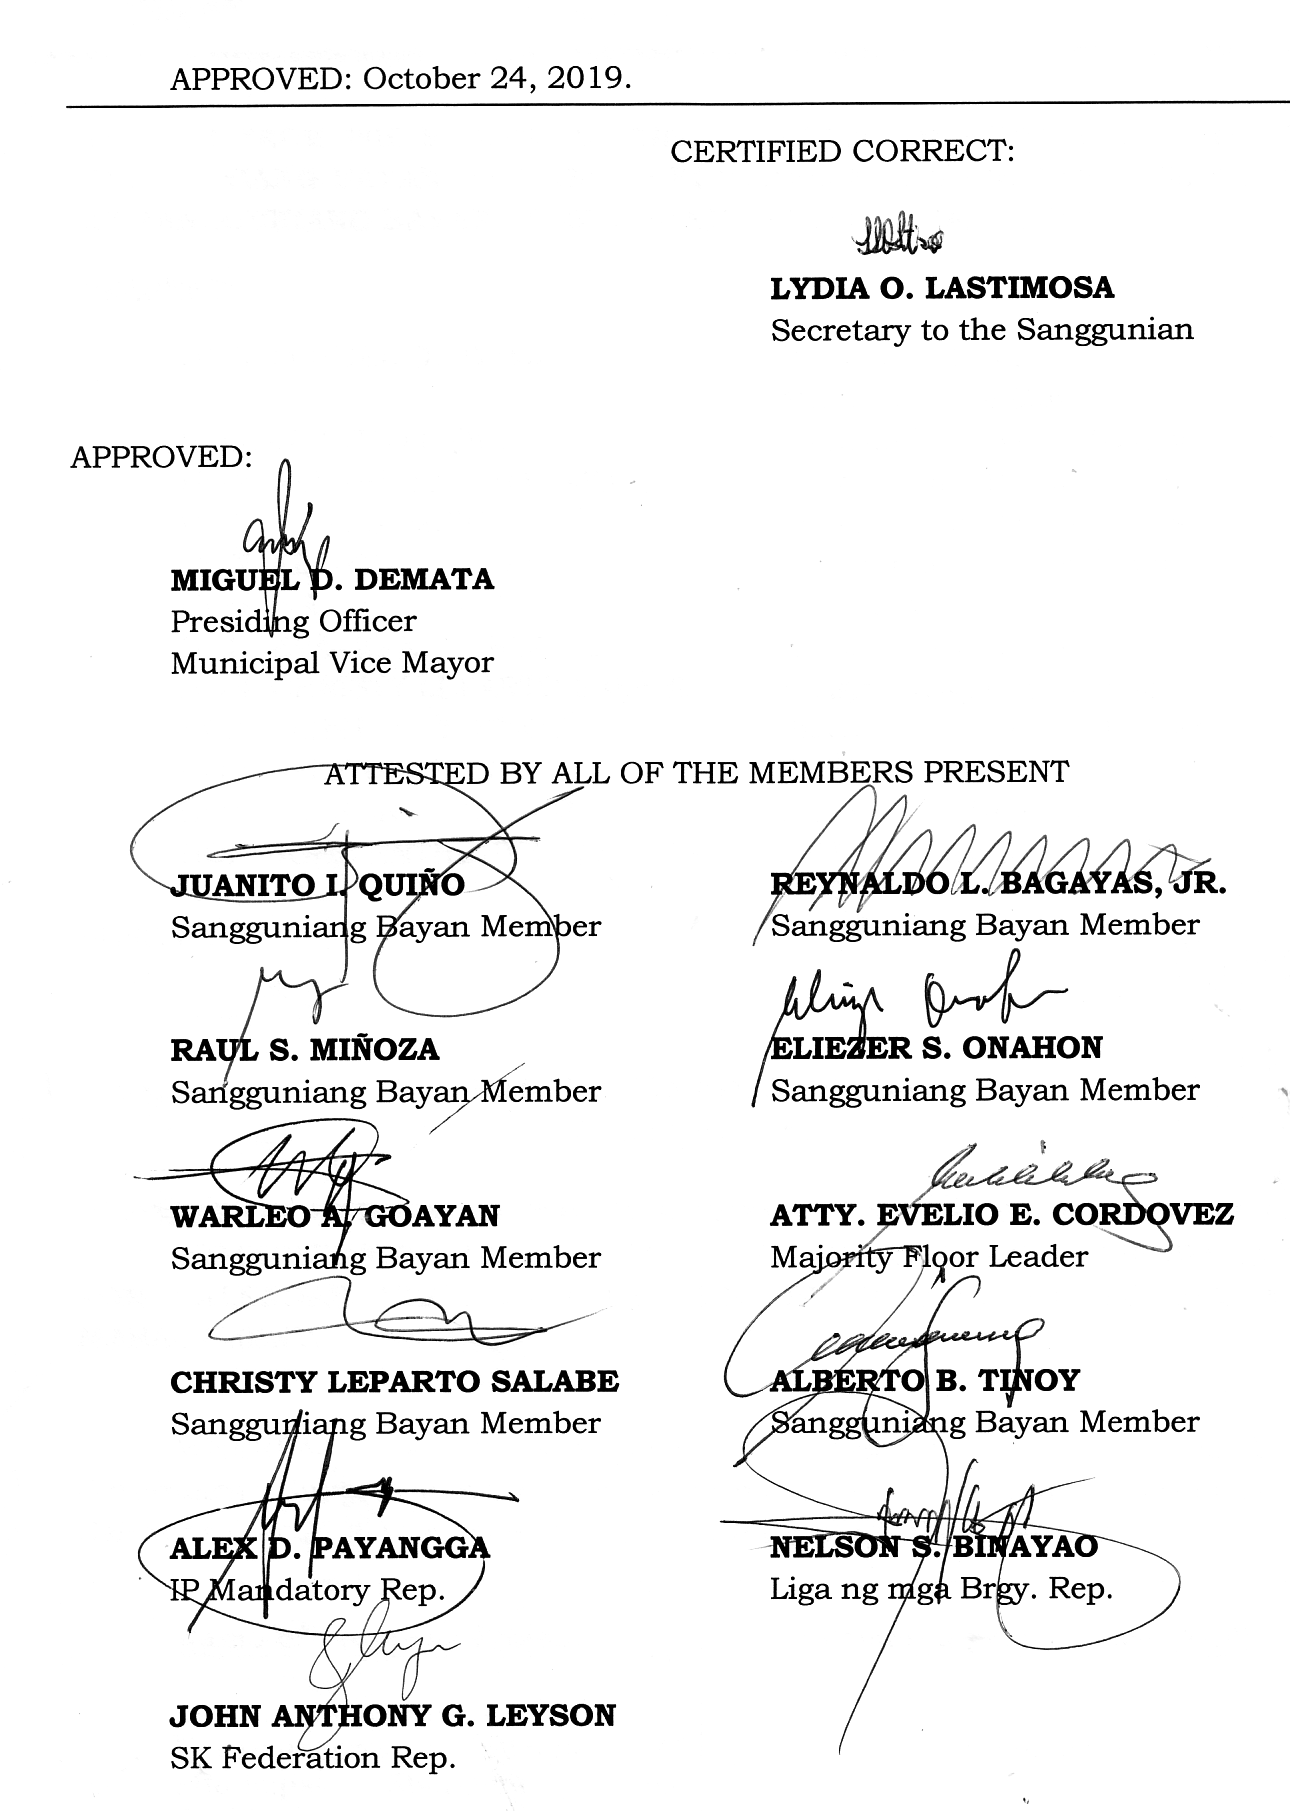 APPROVED: October 24, 2019.
CERTIFIED CORRECT:
LYDIA O. LASTIMOSA
Secretary to the Sanggunian
APPROVED:
MIGUEL D. DEMATA
Presiding Officer
Municipal Vice Mayor
ATTESTED BY ALL OF THE MEMBERS PRESENT
JUANITO I. QUIÑO
Sangguniang Bayan Member
REYNALDO L. BAGAYAS, JR.
Sangguniang Bayan Member
RAUL S. MIÑOZA
Sangguniang Bayan Member
ELIEZER S. ONAHON
Sangguniang Bayan Member
WARLEO A. GOAYAN
Sangguniang Bayan Member
ATTY. EVELIO E. CORDOVEZ
Majority Floor Leader
CHRISTY LEPARTO SALABE
Sangguniang Bayan Member
ALBERTO B. TINOY
Sangguniang Bayan Member
ALEX D. PAYANGGA
IP Mandatory Rep.
NELSON S. BINAYAO
Liga ng mga Brgy. Rep.
JOHN ANTHONY G. LEYSON
SK Federation Rep.